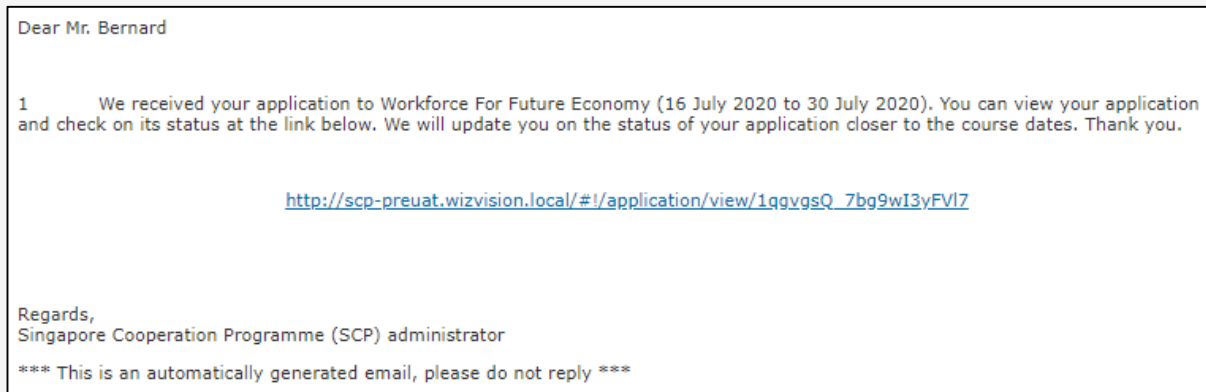 Dear Mr. Bernard
1 We received your application to Workforce For Future Economy (16 July 2020 to 30 July 2020). You can view your application
and check on its status at the link below. We will update you on the status of your application closer to the course dates. Thank you.
http://scp-preuat.wizvision.local/#!/application/view/1qgvgsQ_7bg9wI3yFVl7
Regards,
Singapore Cooperation Programme (SCP) administrator
*** This is an automatically generated email, please do not reply ***